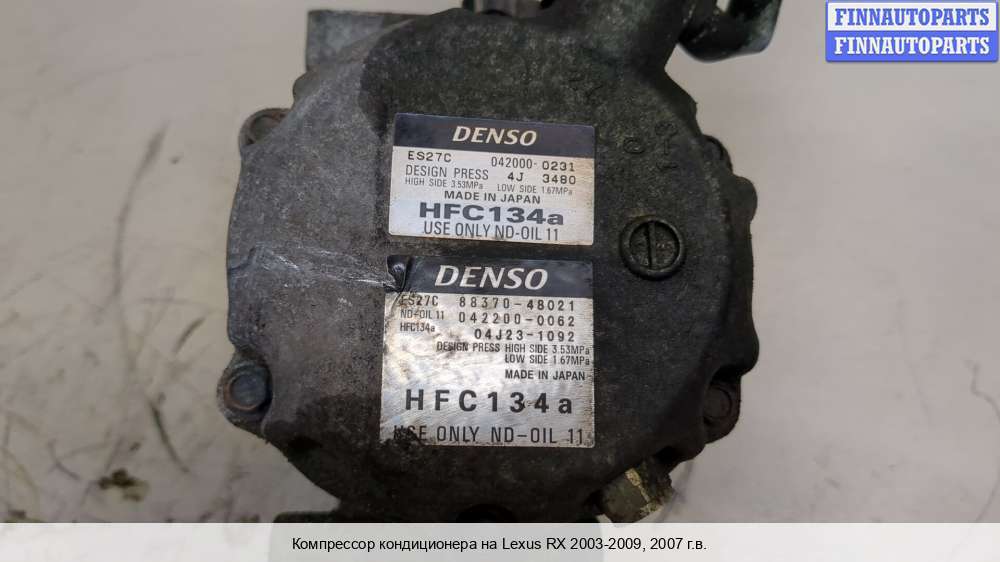 FINNAUTOPARTS
FINNAUTOPARTS
DENSO
ES27C 042000-0231
DESIGN PRESS 4J 3480
HIGH SIDE 3.53MPa LOW SIDE 1.67MPa
MADE IN JAPAN
HFC134a
USE ONLY ND-OIL 11
DENSO
ES27C 88370-48021
ND-OIL 11 042200-0062
HFC134a 04J23-1092
DESIGN PRESS HIGH SIDE 3.53MPa
LOW SIDE 1.67MPa
MADE IN JAPAN
HFC134a
USE ONLY ND-OIL 11
Компрессор кондиционера на Lexus RX 2003-2009, 2007 г.в.